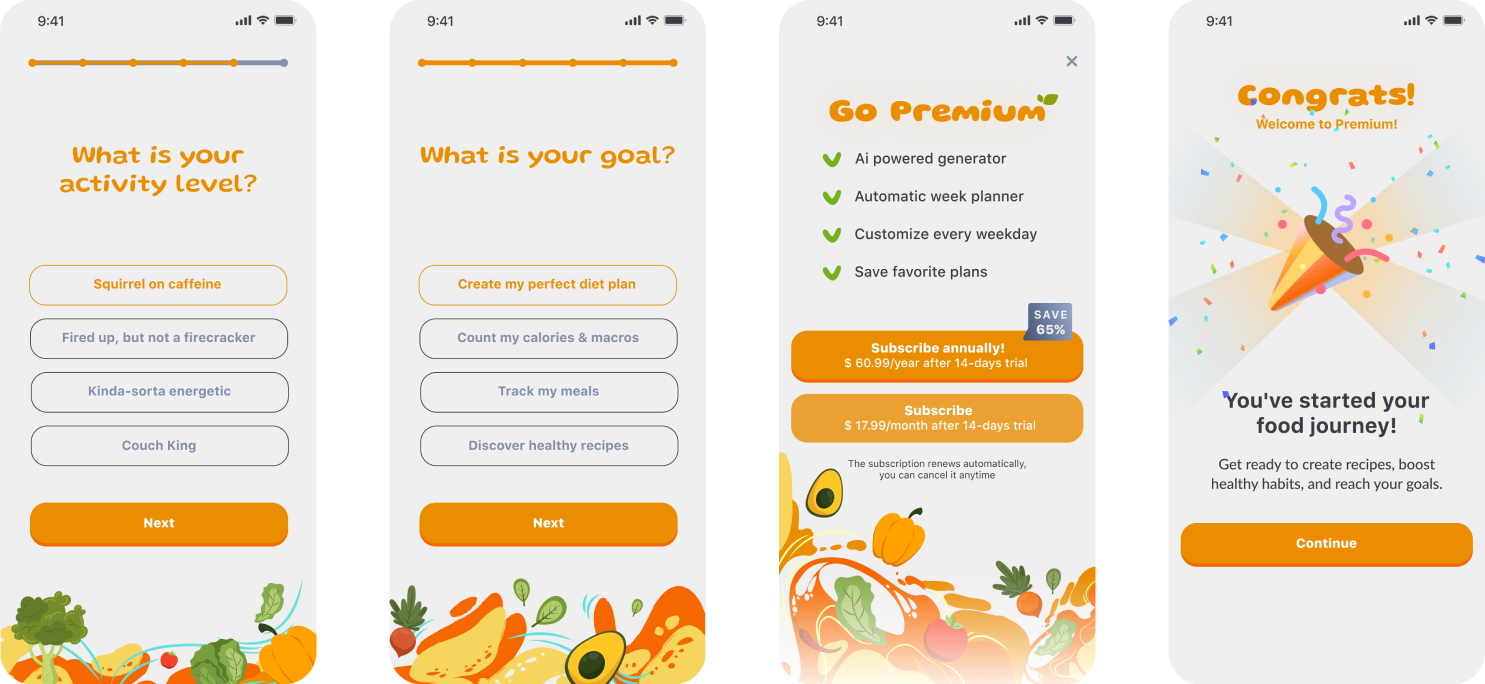 9:41
What is your
activity level?
Squirrel on caffeine
Fired up, but not a firecracker
Kinda-sorta energetic
Couch King
Next
9:41
What is your goal?
Create my perfect diet plan
Count my calories & macros
Track my meals
Discover healthy recipes
Next
9:41
Go Premium
Ai powered generator
Automatic week planner
Customize every weekday
Save favorite plans
SAVE
65%
Subscribe annually!
$ 60.99/year after 14-days trial
Subscribe
$ 17.99/month after 14-days trial
The subscription renews automatically,
you can cancel it anytime
9:41
Congrats!
Welcome to Premium!
You've started your
food journey!
Get ready to create recipes, boost
healthy habits, and reach your goals.
Continue